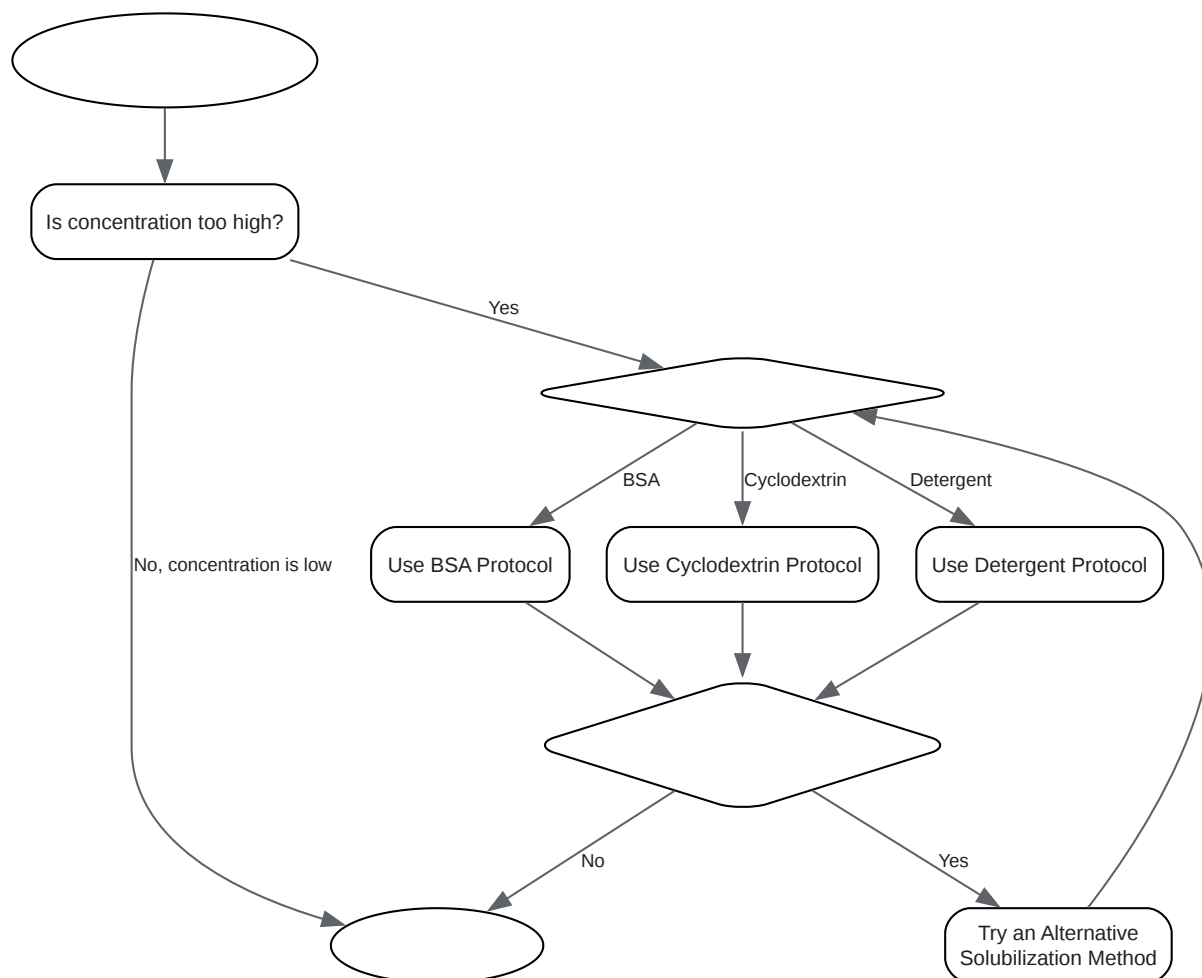 Is concentration too high?
Yes
BSA
Cyclodextrin
Detergent
No, concentration is low
Use BSA Protocol
Use Cyclodextrin Protocol
Use Detergent Protocol
No
Yes
Try an Alternative
Solubilization Method